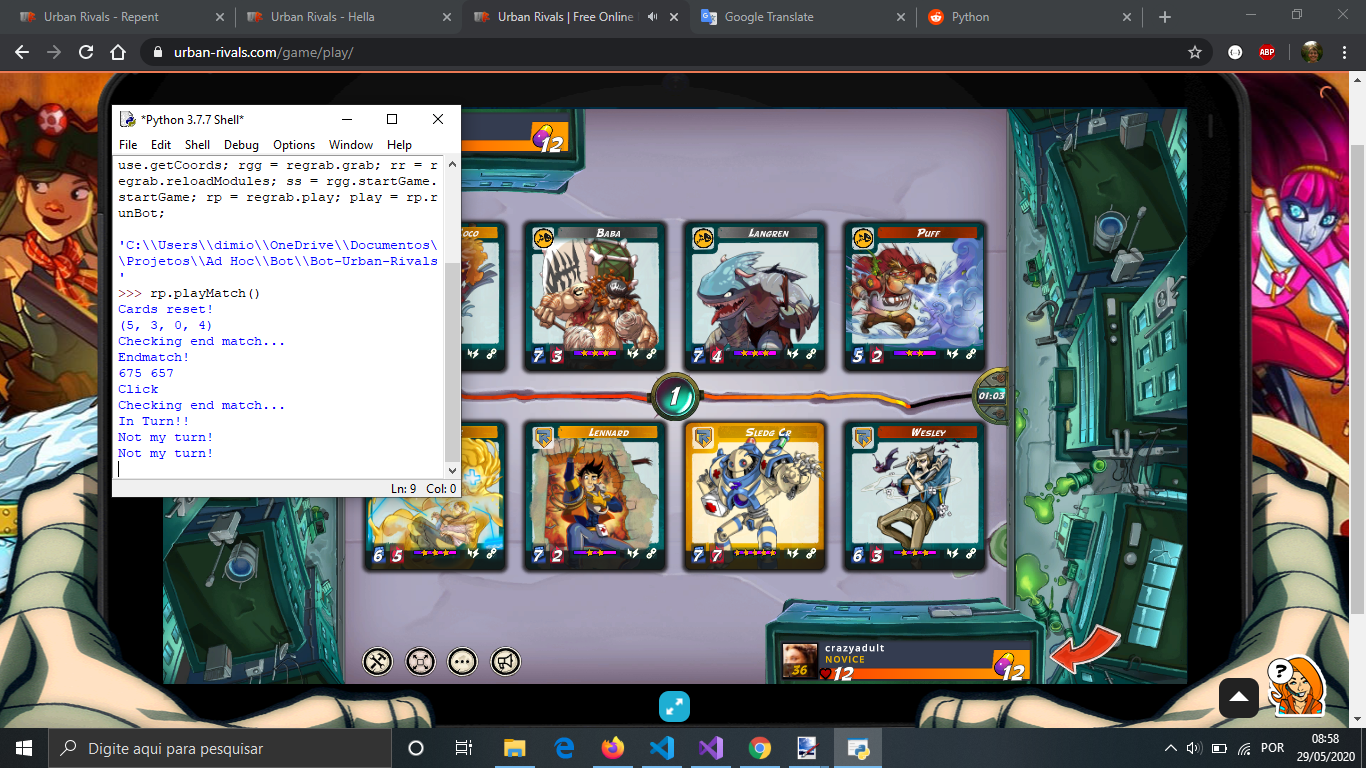 Urban Rivals - Repent
Urban Rivals - Hella
Urban Rivals | Free Online
Google Translate
Python
urban-rivals.com/game/play/
ABP
*Python 3.7.7 Shell*
File Edit Shell Debug Options Window Help
use.getCoords; rgg = regrab.grab; rr = r
egrab.reloadModules; ss = rgg.startGame.
startGame; rp = regrab.play; play = rp.r
unBot;
'C:\\Users\\dimio\\OneDrive\\Documentos\
\Projetos\\Ad Hoc\\Bot\\Bot-Urban-Rivals
'
>>> rp.playMatch()
Cards reset!
(5, 3, 0, 4)
Checking end match...
Endmatch!
675 657
Click
Checking end match...
In Turn!!
Not my turn!
Not my turn!
Ln: 9 Col: 0
12
Baba
Langren
Puff
7 3
7 4
5 2
1
01:03
Lennard
Sledg Cr
Wesley
6 5
7 2
7 7
6 3
crazyadult
NOVICE
36
12
12
?
Digite aqui para pesquisar
POR
08:58
29/05/2020